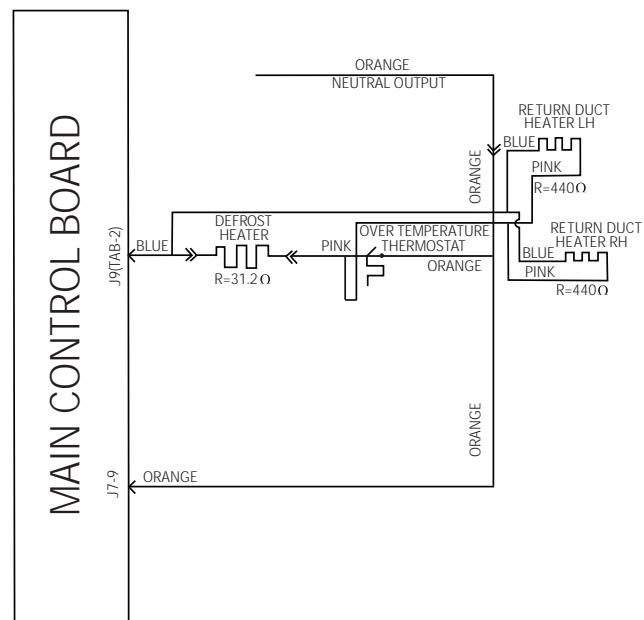 ORANGE
NEUTRAL OUTPUT
RETURN DUCT
HEATER LH
BLUE
PINK
R=440Ω
ORANGE
MAIN CONTROL BOARD
J9(TAB-2)
BLUE
DEFROST
HEATER
R=31.2Ω
PINK
OVER TEMPERATURE
THERMOSTAT
ORANGE
RETURN DUCT
HEATER RH
BLUE
PINK
R=440Ω
ORANGE
J7-9
ORANGE